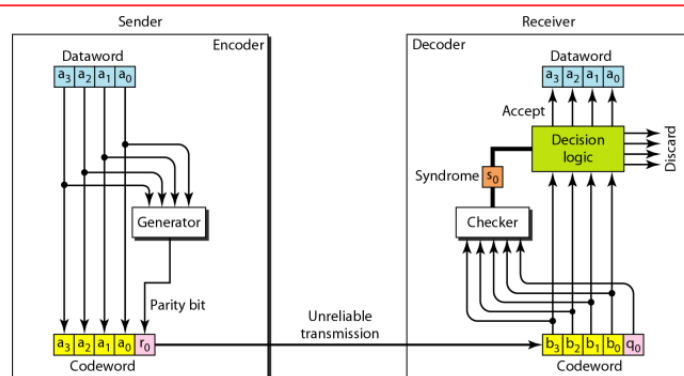 Sender
Receiver
Encoder
Decoder
Dataword
a3 a2 a1 a0
Dataword
a3 a2 a1 a0
Accept
Decision
logic
Discard
Syndrome
s0
Generator
Checker
Parity bit
Unreliable
transmission
a3 a2 a1 a0 r0
Codeword
b3 b2 b1 b0 q0
Codeword